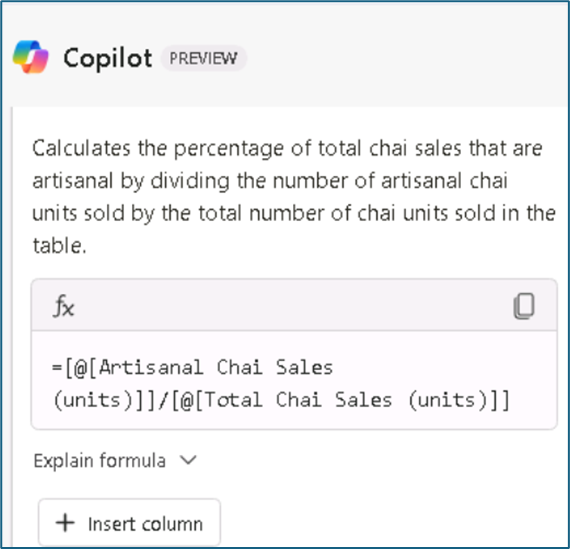 Copilot PREVIEW
Calculates the percentage of total chai sales that are
artisanal by dividing the number of artisanal chai
units sold by the total number of chai units sold in the
table.
fx
=[@[Artisanal Chai Sales
(units)]]/[@[Total Chai Sales (units)]]
Explain formula
+ Insert column